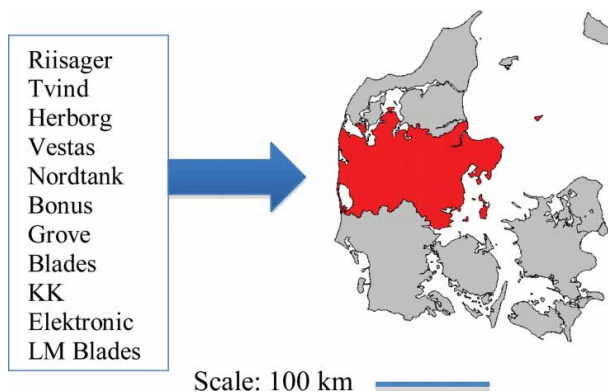 Riisager
Tvind
Herborg
Vestas
Nordtank
Bonus
Grove
Blades
KK
Elektronic
LM Blades
Scale: 100 km